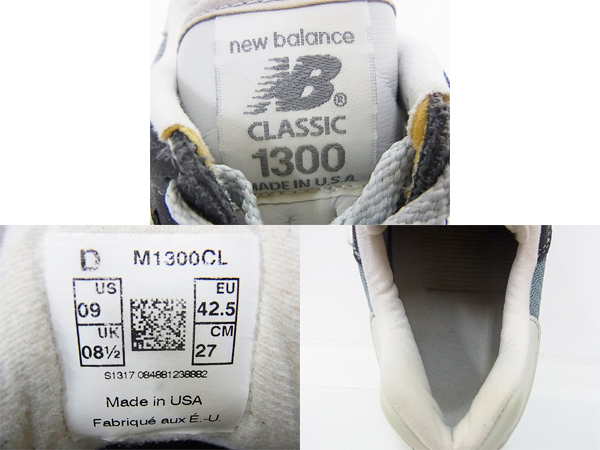 new balance
NB®
CLASSIC
1300
MADE IN U.S.A.
D M1300CL
US EU
09 42.5
UK CM
08½ 27
S1317 084881238882
Made in USA
Fabriqué aux É.-U.